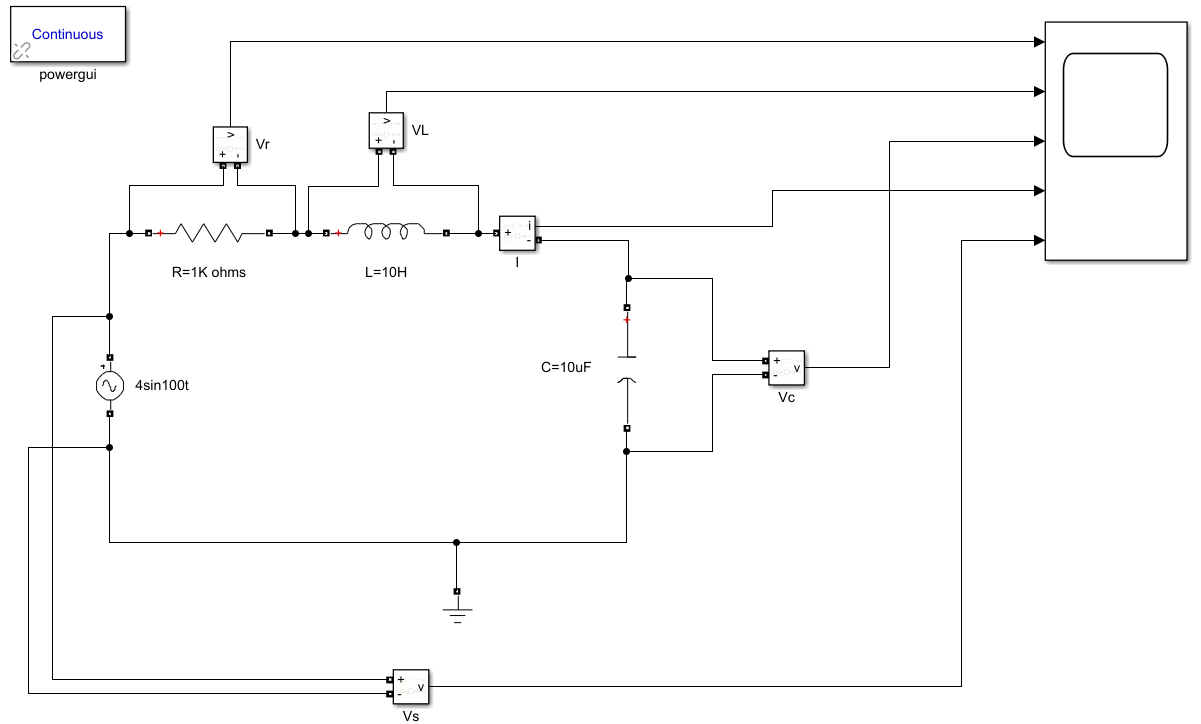 Continuous
powergui
Vr
VL
R=1K ohms
L=10H
i
I
4sin100t
C=10uF
v
Vc
v
Vs